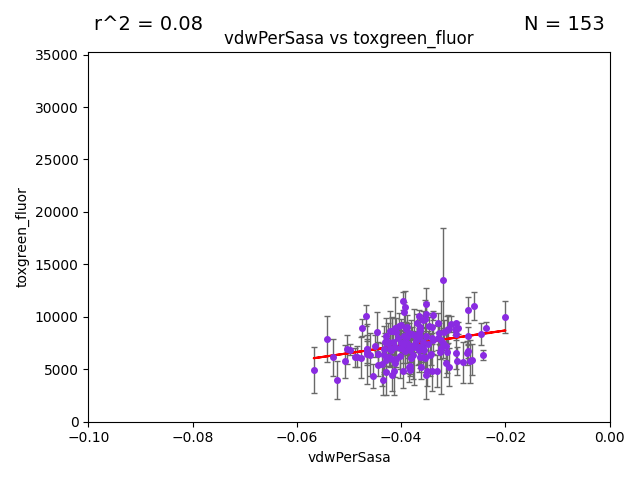 r^2 = 0.08
N = 153
vdwPerSasa vs toxgreen_fluor
35000
30000
25000
20000
15000
10000
5000
0
toxgreen_fluor
−0.10
−0.08
−0.06
−0.04
−0.02
0.00
vdwPerSasa